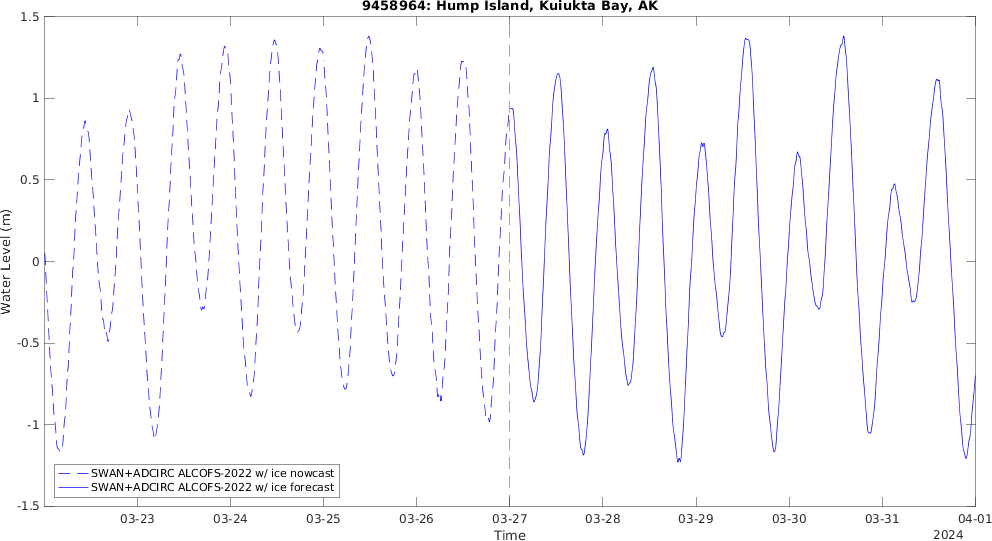 9458964: Hump Island, Kuiukta Bay, AK
1.5
1
0.5
0
-0.5
-1
-1.5
Water Level (m)
SWAN+ADCIRC ALCOFS-2022 w/ ice nowcast
SWAN+ADCIRC ALCOFS-2022 w/ ice forecast
03-23 03-24 03-25 03-26 03-27 03-28 03-29 03-30 03-31 04-01
Time
2024